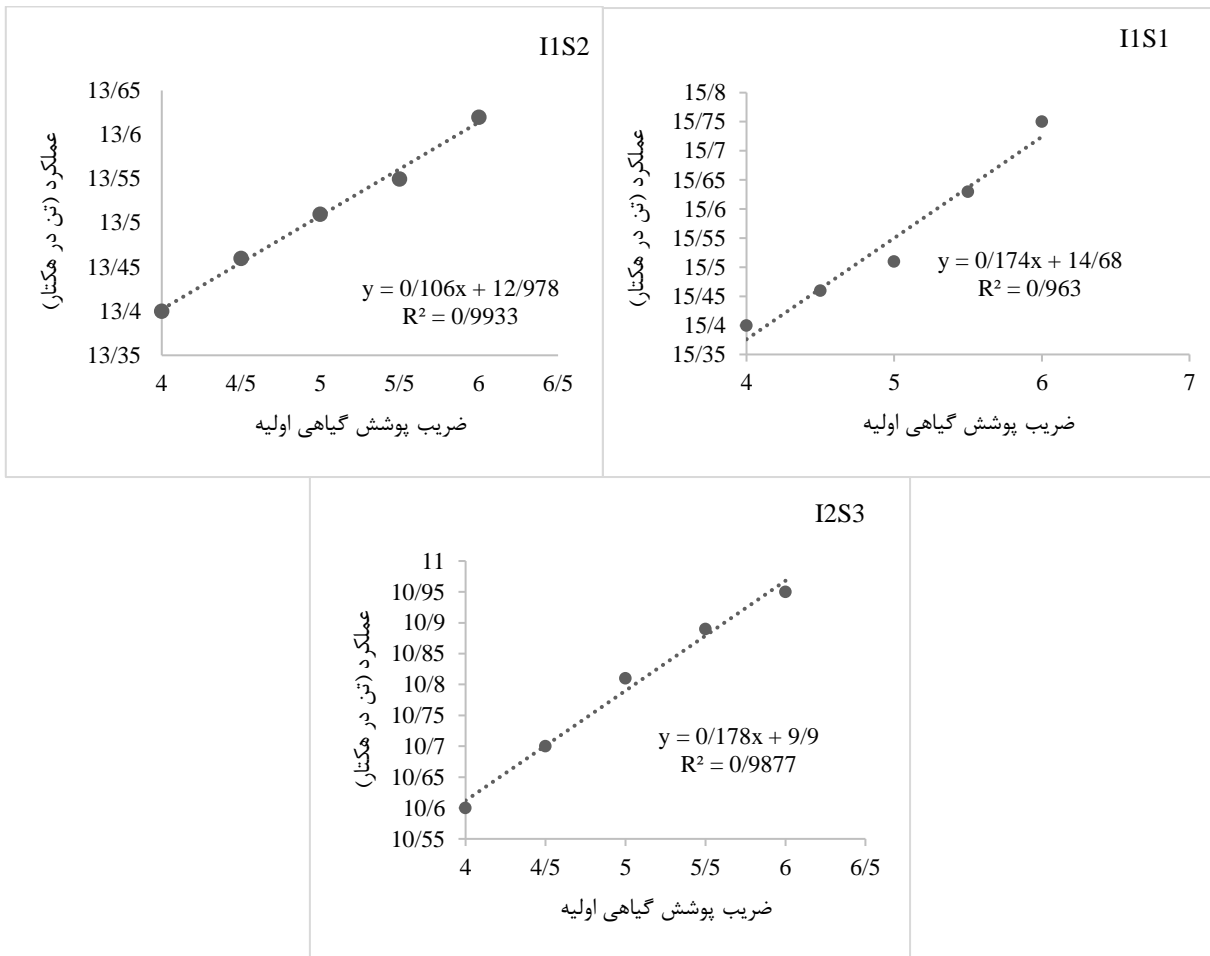 I1S2
13/65
13/6
13/55
13/5
13/45
13/4
13/35
عملکرد (تن در هکتار)
y = 0/106x + 12/978
R² = 0/9933
4 4/5 5 5/5 6 6/5
ضریب پوشش گیاهی اولیه
I1S1
15/8
15/75
15/7
15/65
15/6
15/55
15/5
15/45
15/4
15/35
عملکرد (تن در هکتار)
y = 0/174x + 14/68
R² = 0/963
4 5 6 7
ضریب پوشش گیاهی اولیه
I2S3
11
10/95
10/9
10/85
10/8
10/75
10/7
10/65
10/6
10/55
عملکرد (تن در هکتار)
y = 0/178x + 9/9
R² = 0/9877
4 4/5 5 5/5 6 6/5
ضریب پوشش گیاهی اولیه